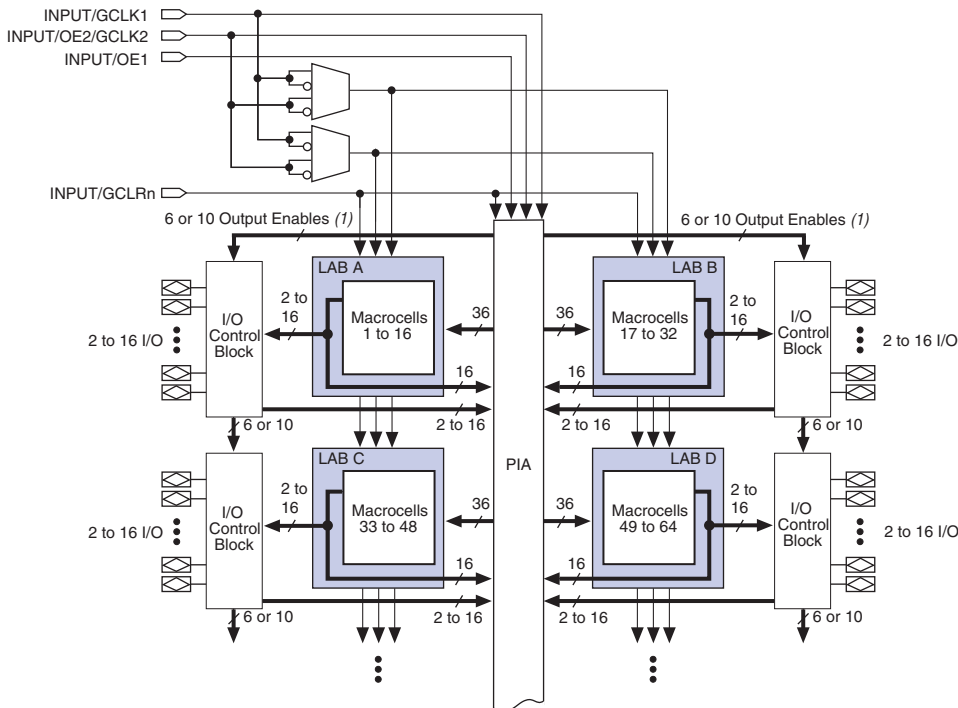 INPUT/GCLK1
INPUT/OE2/GCLK2
INPUT/OE1
INPUT/GCLRn
6 or 10 Output Enables (1)
6 or 10 Output Enables (1)
LAB A
LAB B
2 to
16
Macrocells
1 to 16
36
36
Macrocells
17 to 32
2 to
16
I/O
Control
Block
I/O
Control
Block
2 to 16 I/O
2 to 16 I/O
16
16
2 to 16
2 to 16
6 or 10
6 or 10
PIA
LAB C
LAB D
2 to
16
Macrocells
33 to 48
36
36
Macrocells
49 to 64
2 to
16
I/O
Control
Block
I/O
Control
Block
2 to 16 I/O
2 to 16 I/O
16
16
2 to 16
2 to 16
6 or 10
6 or 10